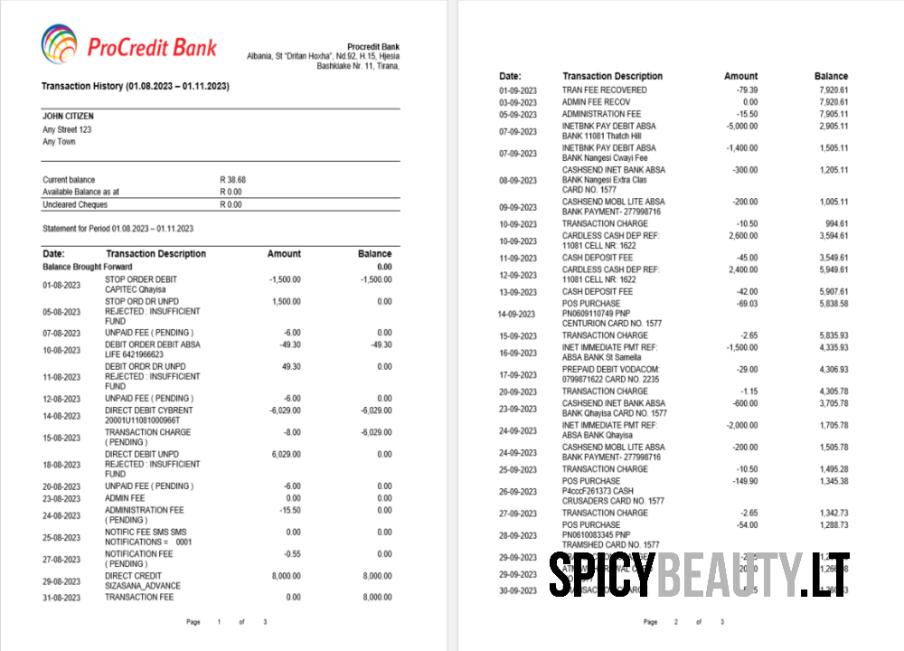 ProCredit Bank
Procredit Bank
Albania, St "Dritan Hoxha", Nd.92, H.15, Hjesia
Bashkiake Nr. 11, Tirana,
Transaction History (01.08.2023 – 01.11.2023)
JOHN CITIZEN
Any Street 123
Any Town
Current balance R 38.68
Available Balance as at R 0.00
Uncleared Cheques R 0.00
Statement for Period 01.08.2023 – 01.11.2023
Date: Transaction Description Amount Balance
Balance Brought Forward 0.00
01-08-2023 STOP ORDER DEBIT -1,500.00 -1,500.00
CAPITEC Qhayisa
05-08-2023 STOP ORD DR UNPD 1,500.00 0.00
REJECTED : INSUFFICIENT
FUND
07-08-2023 UNPAID FEE ( PENDING ) -6.00 0.00
10-08-2023 DEBIT ORDER DEBIT ABSA -49.30 -49.30
LIFE 6421966623
11-08-2023 DEBIT ORDR DR UNPD 49.30 0.00
REJECTED : INSUFFICIENT
FUND
12-08-2023 UNPAID FEE ( PENDING ) -6.00 0.00
14-08-2023 DIRECT DEBIT CYBRENT -6,029.00 -6,029.00
20001U11081000966T
15-08-2023 TRANSACTION CHARGE -8.00 -6,029.00
( PENDING )
18-08-2023 DIRECT DEBIT UNPD 6,029.00 0.00
REJECTED : INSUFFICIENT
FUND
20-08-2023 UNPAID FEE ( PENDING ) -6.00 0.00
23-08-2023 ADMIN FEE 0.00 0.00
24-08-2023 ADMINISTRATION FEE -15.50 0.00
( PENDING )
25-08-2023 NOTIFIC FEE SMS SMS 0.00 0.00
NOTIFICATIONS = 0001
27-08-2023 NOTIFICATION FEE -0.55 0.00
( PENDING )
29-08-2023 DIRECT CREDIT 8,000.00 8,000.00
SIZASANA, ADVANCE
31-08-2023 TRANSACTION FEE 0.00 8,000.00
Page 1 of 3
Date: Transaction Description Amount Balance
01-09-2023 TRAN FEE RECOVERED -79.39 7,920.61
03-09-2023 ADMIN FEE RECOV 0.00 7,920.61
05-09-2023 ADMINISTRATION FEE -15.50 7,905.11
07-09-2023 INETBNK PAY DEBIT ABSA -5,000.00 2,905.11
BANK 11081 Thatch Hill
07-09-2023 INETBNK PAY DEBIT ABSA -1,400.00 1,505.11
BANK Nangesi Cwayi Fee
08-09-2023 CASHSEND INET BANK ABSA -300.00 1,205.11
BANK Nangesi Extra Clas
CARD NO. 1577
09-09-2023 CASHSEND MOBL LITE ABSA -200.00 1,005.11
BANK PAYMENT- 277998716
10-09-2023 TRANSACTION CHARGE -10.50 994.61
10-09-2023 CARDLESS CASH DEP REF: 2,600.00 3,594.61
11081 CELL NR: 1622
11-09-2023 CASH DEPOSIT FEE -45.00 3,549.61
12-09-2023 CARDLESS CASH DEP REF: 2,400.00 5,949.61
11081 CELL NR: 1622
13-09-2023 CASH DEPOSIT FEE -42.00 5,907.61
14-09-2023 POS PURCHASE -69.03 5,838.58
PN0609110749 PNP
CENTURION CARD NO. 1577
15-09-2023 TRANSACTION CHARGE -2.65 5,835.93
16-09-2023 INET IMMEDIATE PMT REF: -1,500.00 4,335.93
ABSA BANK St Samella
17-09-2023 PREPAID DEBIT VODACOM: -29.00 4,306.93
0799871622 CARD NO. 2235
20-09-2023 TRANSACTION CHARGE -1.15 4,305.78
23-09-2023 CASHSEND INET BANK ABSA -600.00 3,705.78
BANK Qhayisa CARD NO. 1577
24-09-2023 INET IMMEDIATE PMT REF: -2,000.00 1,705.78
ABSA BANK Qhayisa
24-09-2023 CASHSEND MOBL LITE ABSA -200.00 1,505.78
BANK PAYMENT- 277998716
25-09-2023 TRANSACTION CHARGE -10.50 1,495.28
26-09-2023 POS PURCHASE -149.90 1,345.38
P4cccF261373 CASH
CRUSADERS CARD NO. 1577
27-09-2023 TRANSACTION CHARGE -2.65 1,342.73
28-09-2023 POS PURCHASE -54.00 1,288.73
PN0610083345 PNP
TRAMSHED CARD NO. 1577
29-09-2023
29-09-2023
30-09-2023
SPICYBEAUTY.LT
Page 2 of 3